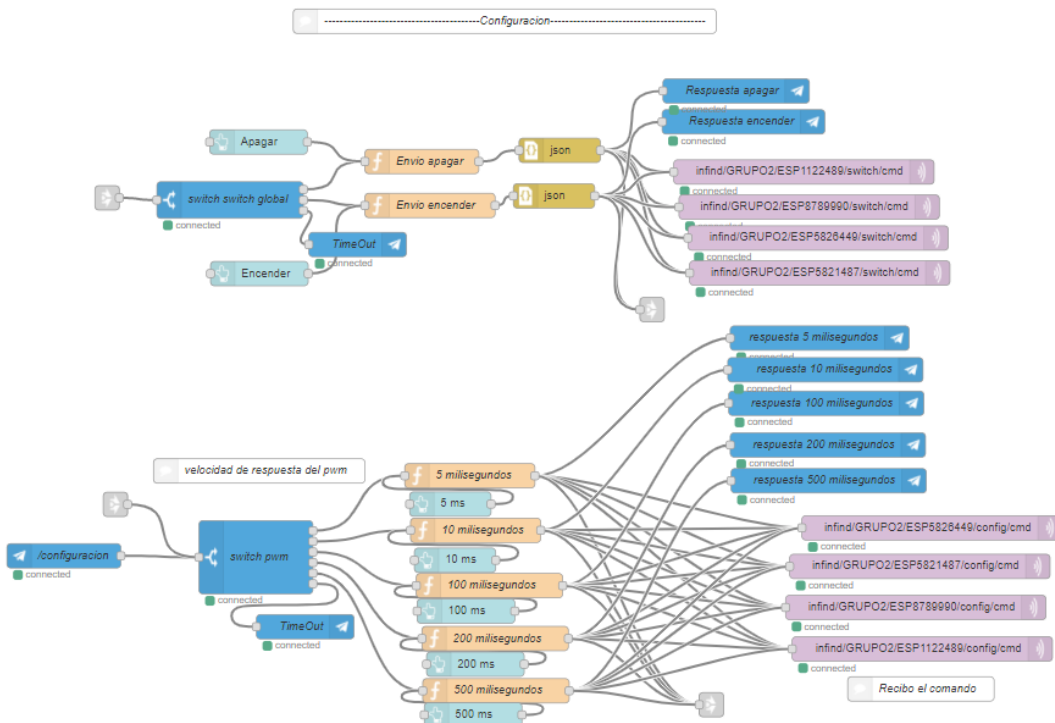 -------------------------------------------Configuracion-------------------------------------------
Respuesta apagar
connected
Respuesta encender
connected
Apagar
Envio apagar
json
infind/GRUPO2/ESP1122489/switch/cmd
connected
switch switch global
connected
Envio encender
json
infind/GRUPO2/ESP8789990/switch/cmd
connected
TimeOut
connected
infind/GRUPO2/ESP5826449/switch/cmd
connected
Encender
infind/GRUPO2/ESP5821487/switch/cmd
connected
respuesta 5 milisegundos
connected
respuesta 10 milisegundos
connected
respuesta 100 milisegundos
connected
respuesta 200 milisegundos
connected
respuesta 500 milisegundos
connected
velocidad de respuesta del pwm
5 milisegundos
5 ms
10 milisegundos
10 ms
100 milisegundos
100 ms
200 milisegundos
200 ms
500 milisegundos
500 ms
/configuracion
connected
switch pwm
connected
TimeOut
connected
infind/GRUPO2/ESP5826449/config/cmd
connected
infind/GRUPO2/ESP5821487/config/cmd
connected
infind/GRUPO2/ESP8789990/config/cmd
connected
infind/GRUPO2/ESP1122489/config/cmd
connected
Recibo el comando